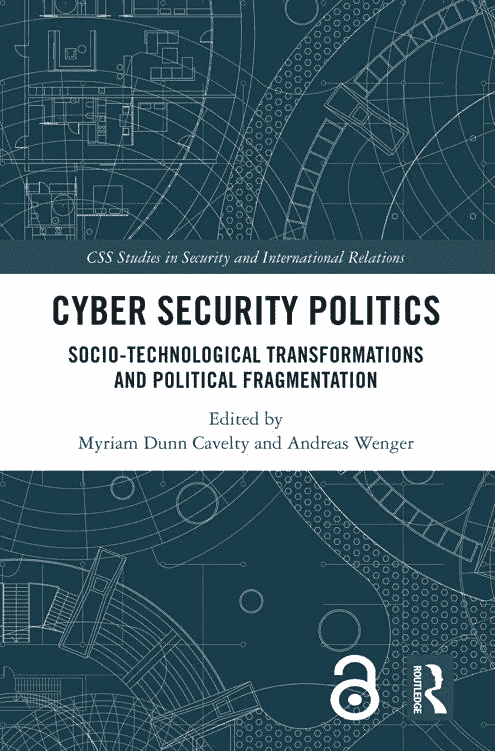 CSS Studies in Security and International Relations
CYBER SECURITY POLITICS
SOCIO-TECHNOLOGICAL TRANSFORMATIONS
AND POLITICAL FRAGMENTATION
Edited by
Myriam Dunn Cavelty and Andreas Wenger
ROUTLEDGE